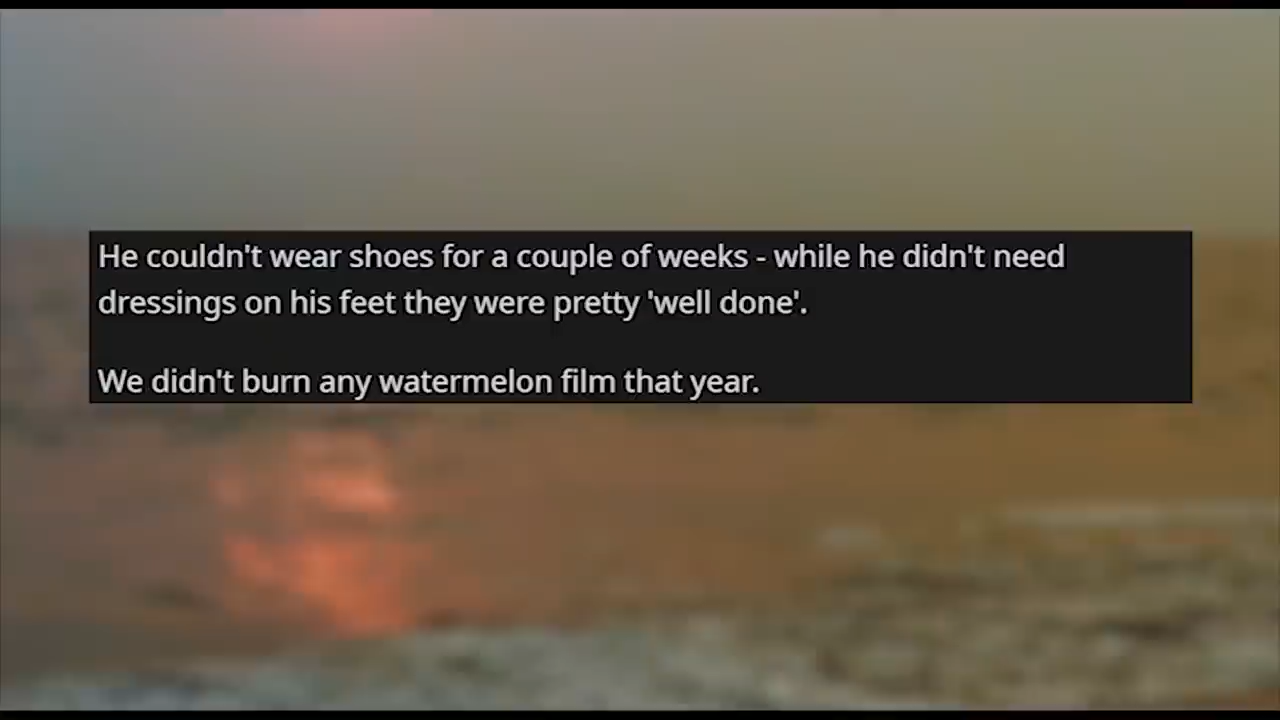 He couldn't wear shoes for a couple of weeks - while he didn't need
dressings on his feet they were pretty 'well done'.
We didn't burn any watermelon film that year.